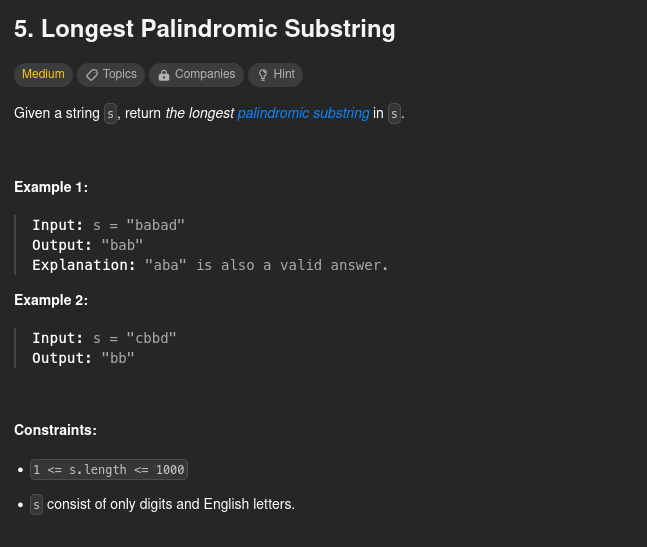 5. Longest Palindromic Substring
Medium Topics Companies Hint
Given a string s, return the longest palindromic substring in s.
Example 1:
Input: s = "babad"
Output: "bab"
Explanation: "aba" is also a valid answer.
Example 2:
Input: s = "cbbd"
Output: "bb"
Constraints:
• 1 <= s.length <= 1000
• s consist of only digits and English letters.